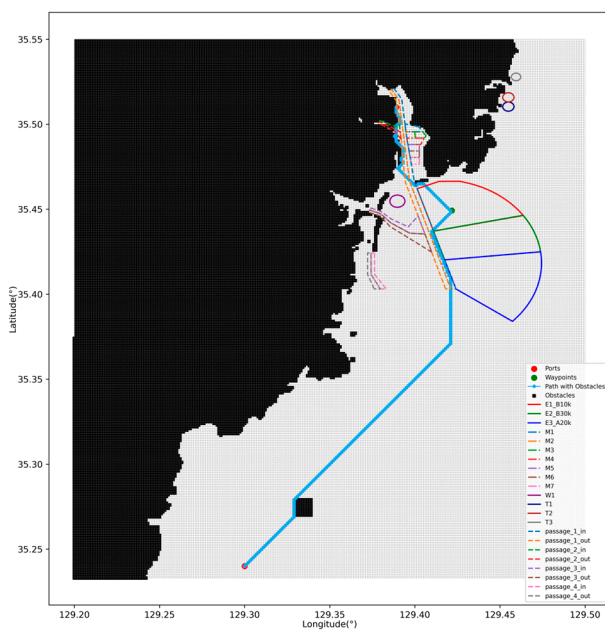 35.55
35.50
35.45
35.40
35.35
35.30
35.25
Latitude(°)
129.20
129.25
129.30
129.35
129.40
129.45
129.50
Longitude(°)
Ports
Waypoints
Path with Obstacles
Obstacles
E1_B10k
E2_B30k
E3_A20k
M1
M2
M3
M4
M5
M6
M7
W1
T1
T2
T3
passage_1_in
passage_1_out
passage_2_in
passage_2_out
passage_3_in
passage_3_out
passage_4_in
passage_4_out